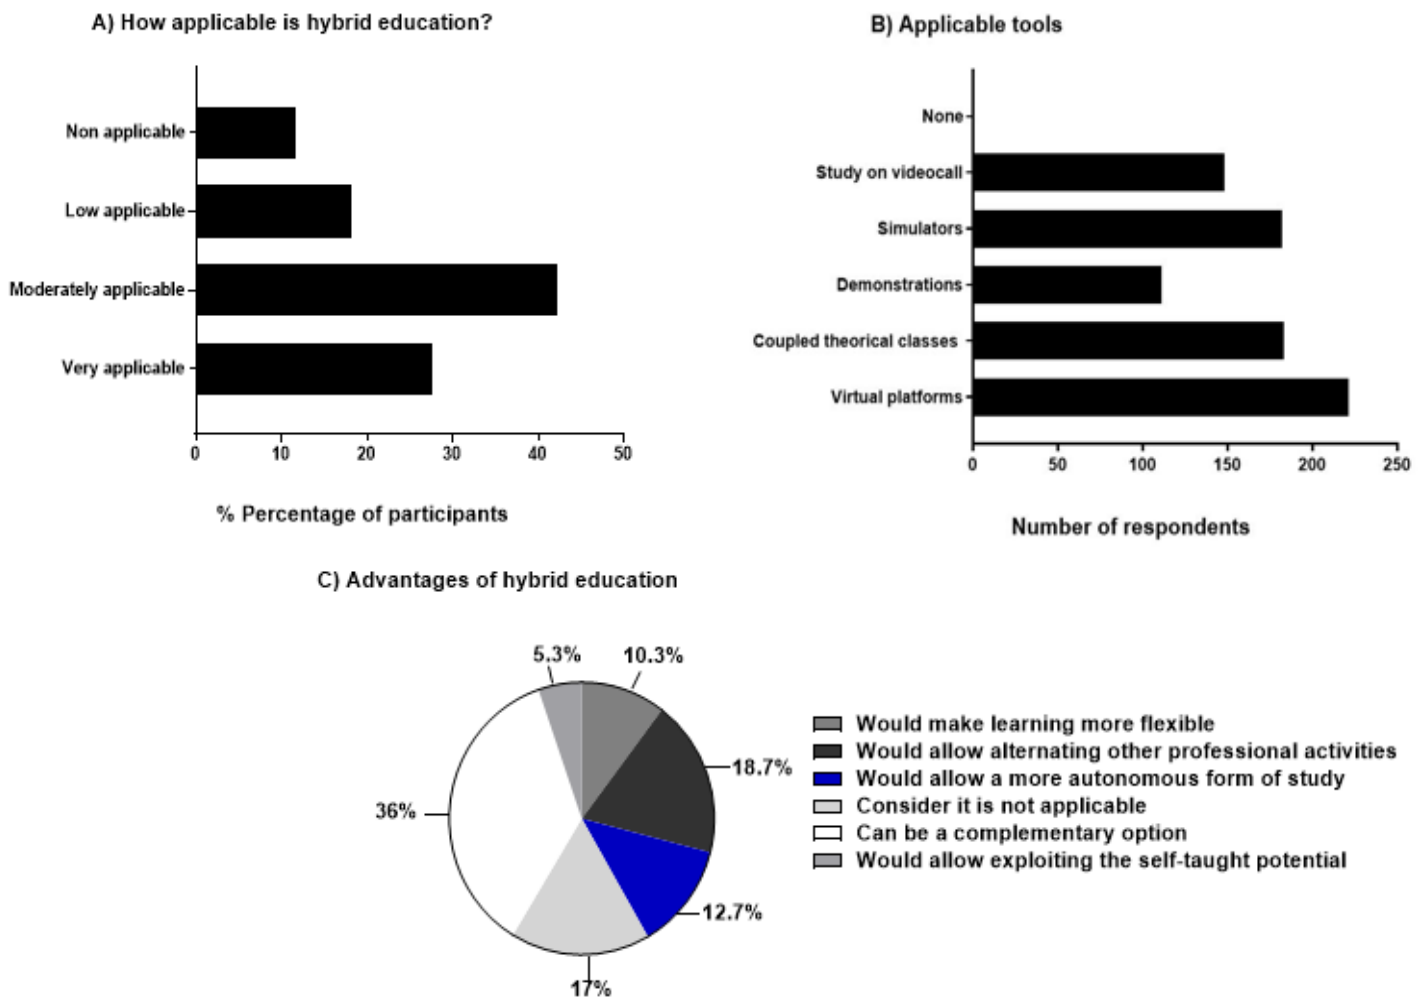 A) How applicable is hybrid education?
Non applicable
Low applicable
Moderately applicable
Very applicable
0 10 20 30 40 50
% Percentage of participants
B) Applicable tools
None
Study on videocall
Simulators
Demonstrations
Coupled theorical classes
Virtual platforms
0 50 100 150 200 250
Number of respondents
C) Advantages of hybrid education
5.3%
10.3%
18.7%
36%
12.7%
17%
Would make learning more flexible
Would allow alternating other professional activities
Would allow a more autonomous form of study
Consider it is not applicable
Can be a complementary option
Would allow exploiting the self-taught potential